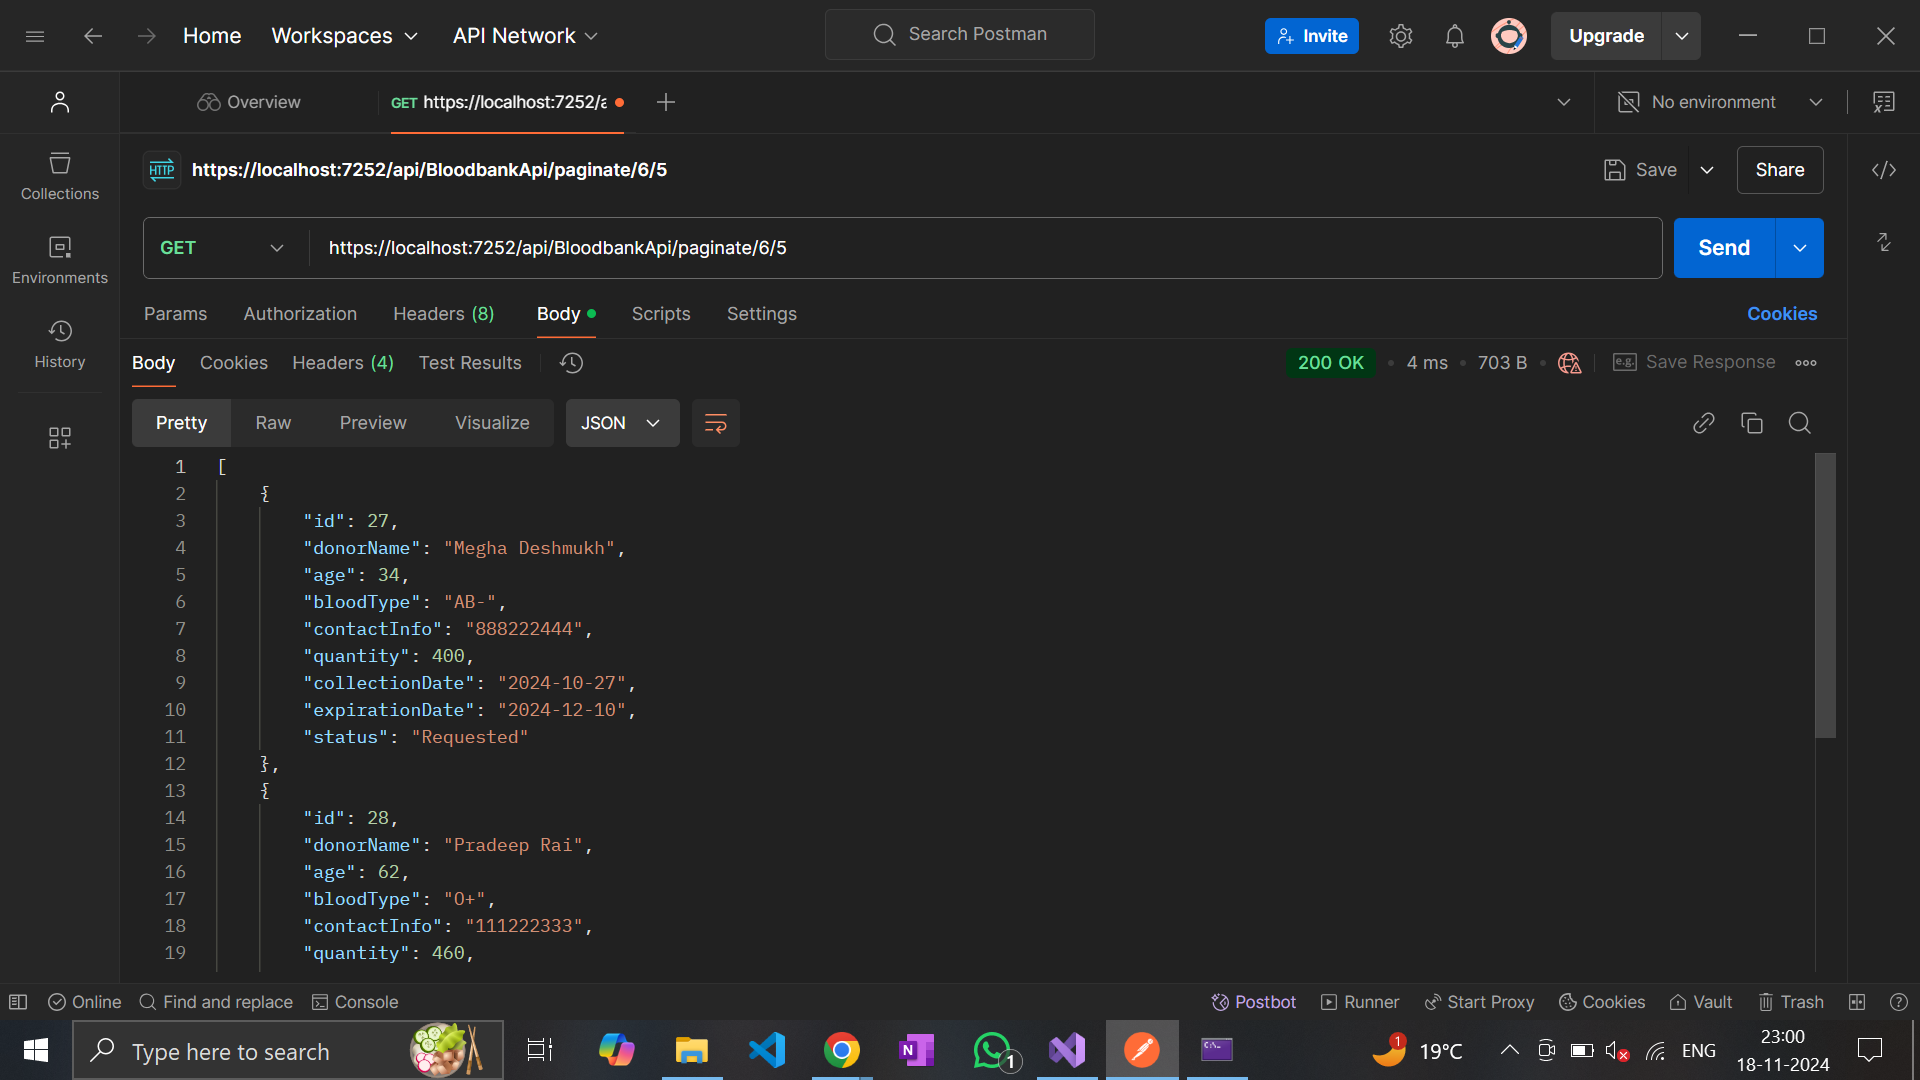 Home Workspaces API Network Search Postman Invite Upgrade
Overview GET https://localhost:7252/a No environment
HTTP https://localhost:7252/api/BloodbankApi/paginate/6/5 Save Share
Collections
GET https://localhost:7252/api/BloodbankApi/paginate/6/5 Send
Environments
Params Authorization Headers (8) Body Scripts Settings Cookies
History
Body Cookies Headers (4) Test Results 200 OK 4 ms 703 B e.g. Save Response
Pretty Raw Preview Visualize JSON
1 [
2 {
3 "id": 27,
4 "donorName": "Megha Deshmukh",
5 "age": 34,
6 "bloodType": "AB-",
7 "contactInfo": "888222444",
8 "quantity": 400,
9 "collectionDate": "2024-10-27",
10 "expirationDate": "2024-12-10",
11 "status": "Requested"
12 },
13 {
14 "id": 28,
15 "donorName": "Pradeep Rai",
16 "age": 62,
17 "bloodType": "O+",
18 "contactInfo": "111222333",
19 "quantity": 460,
Online Find and replace Console Postbot Runner Start Proxy Cookies Vault Trash
Type here to search N 1 C:\_ 1 19°C ENG 23:00
18-11-2024